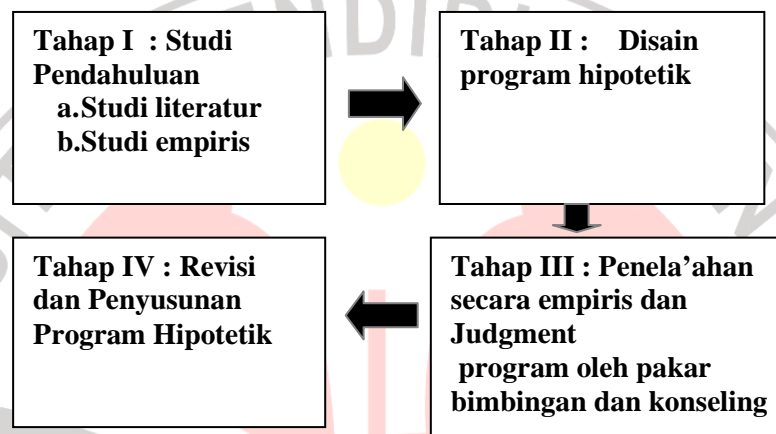 Tahap I : Studi
Pendahuluan
a.Studi literatur
b.Studi empiris
Tahap II : Disain
program hipotetik
Tahap III : Penela’ahan
secara empiris dan
Judgment
program oleh pakar
bimbingan dan konseling
Tahap IV : Revisi
dan Penyusunan
Program Hipotetik